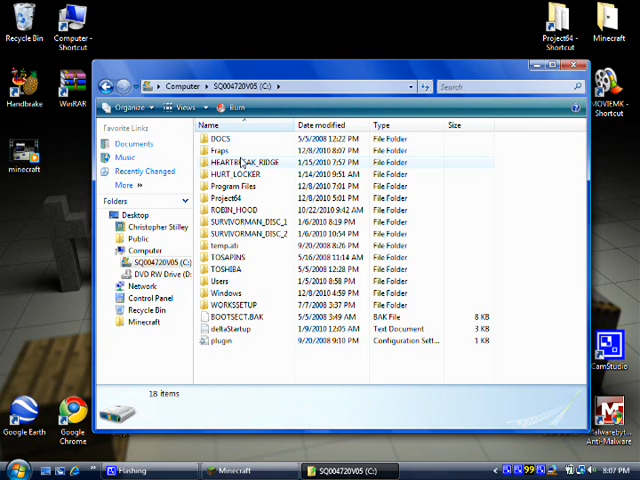 Recycle Bin
Computer - Shortcut
Project64 - Shortcut
Minecraft
Handbrake
WinRAR
MOVIEMK - Shortcut
minecraft
CamStudio
Google Earth
Google Chrome
Malwarebyt... Anti-Malware
Computer SQ004720V05 (C:)
Search
Organize Views Burn
Favorite Links
Documents
Music
Recently Changed
More »
Folders
Desktop
Christopher Stilley
Public
Computer
SQ004720V05 (C:)
DVD RW Drive (D:
Network
Control Panel
Recycle Bin
Minecraft
Name Date modified Type Size
DOCS 5/5/2008 12:22 PM File Folder
Fraps 12/8/2010 8:07 PM File Folder
HEARTBREAK_RIDGE 1/15/2010 7:57 PM File Folder
HURT_LOCKER 1/14/2010 9:51 AM File Folder
Program Files 12/8/2010 7:01 PM File Folder
Project64 12/8/2010 5:01 PM File Folder
ROBIN_HOOD 10/22/2010 9:42 AM File Folder
SURVIVORMAN_DISC_1 1/6/2010 8:19 PM File Folder
SURVIVORMAN_DISC_2 1/6/2010 10:54 PM File Folder
temp.ati 9/20/2008 8:26 PM File Folder
TOSAPINS 5/16/2008 11:14 AM File Folder
TOSHIBA 5/5/2008 12:28 PM File Folder
Users 1/5/2010 8:58 PM File Folder
Windows 12/8/2010 4:59 PM File Folder
WORKSSETUP 7/7/2008 3:37 PM File Folder
BOOTSECT.BAK 5/5/2008 3:49 AM BAK File 8 KB
deltaStartup 1/9/2010 12:05 AM Text Document 3 KB
plugin 9/20/2008 9:10 PM Configuration Sett... 1 KB
18 items
Flashing
Minecraft
SQ004720V05 (C:)
99
8:07 PM